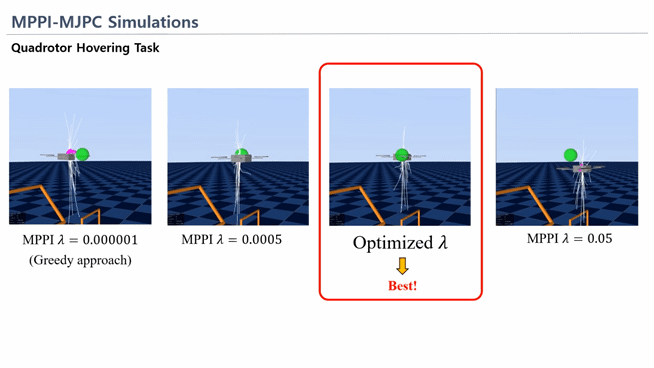 MPPI-MJPC Simulations
Quadrotor Hovering Task
MPPI λ = 0.000001
(Greedy approach)
MPPI λ = 0.0005
Optimized λ
Best!
MPPI λ = 0.05